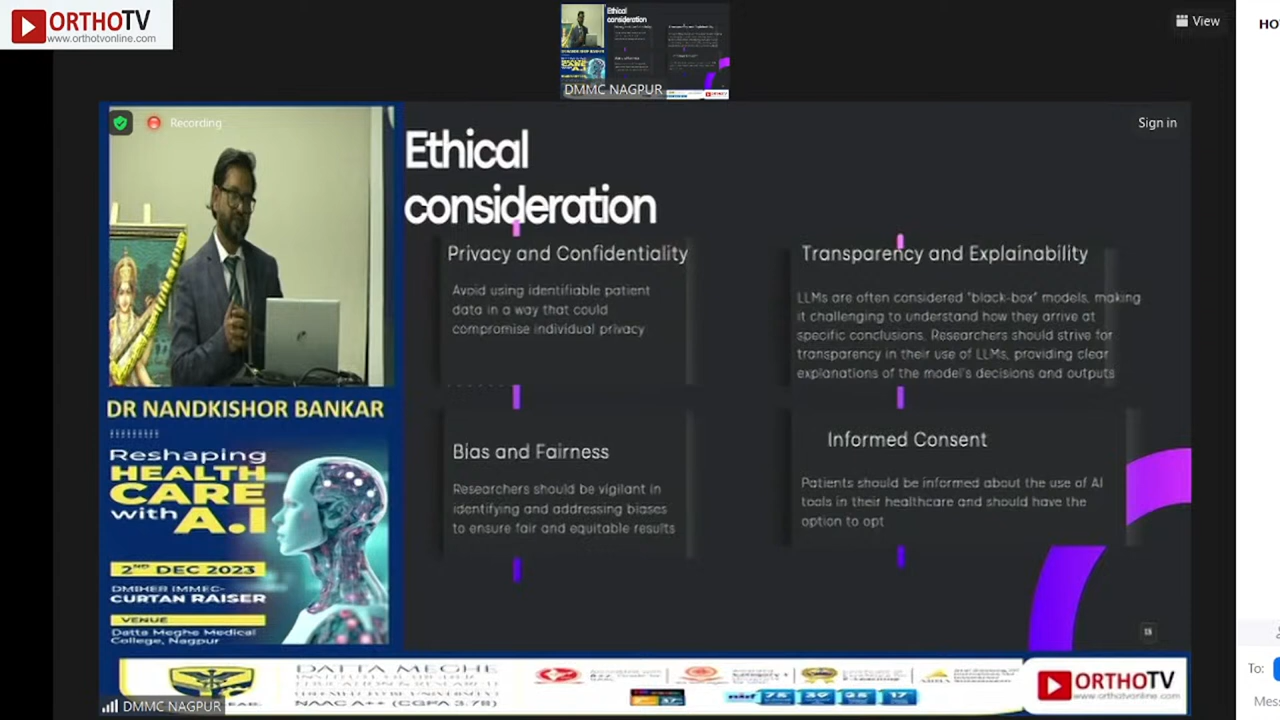 ORTHOTV
www.orthotvonline.com
Ethical
consideration
DMMC NAGPUR
View
HO
Recording
Sign in
Ethical
consideration
Privacy and Confidentiality
Avoid using identifiable patient
data in a way that could
compromise individual privacy
Transparency and Explainability
LLMs are often considered "black-box" models, making
it challenging to understand how they arrive at
specific conclusions. Researchers should strive for
transparency in their use of LLMs, providing clear
explanations of the model's decisions and outputs
Bias and Fairness
Researchers should be vigilant in
identifying and addressing biases
to ensure fair and equitable results
Informed Consent
Patients should be informed about the use of AI
tools in their healthcare and should have the
option to opt
DR NANDKISHOR BANKAR
Reshaping
HEALTH
CARE
with A.I
2ND DEC 2023
DMIHER IMMEC-
CURTAN RAISER
VENUE
Datta Meghe Medical
College, Nagpur
DATTA MEGHE
NAAC A++ (CGPA 3.78)
ORTHOTV
www.orthotvonline.com
DMMC NAGPUR
To:
Mess